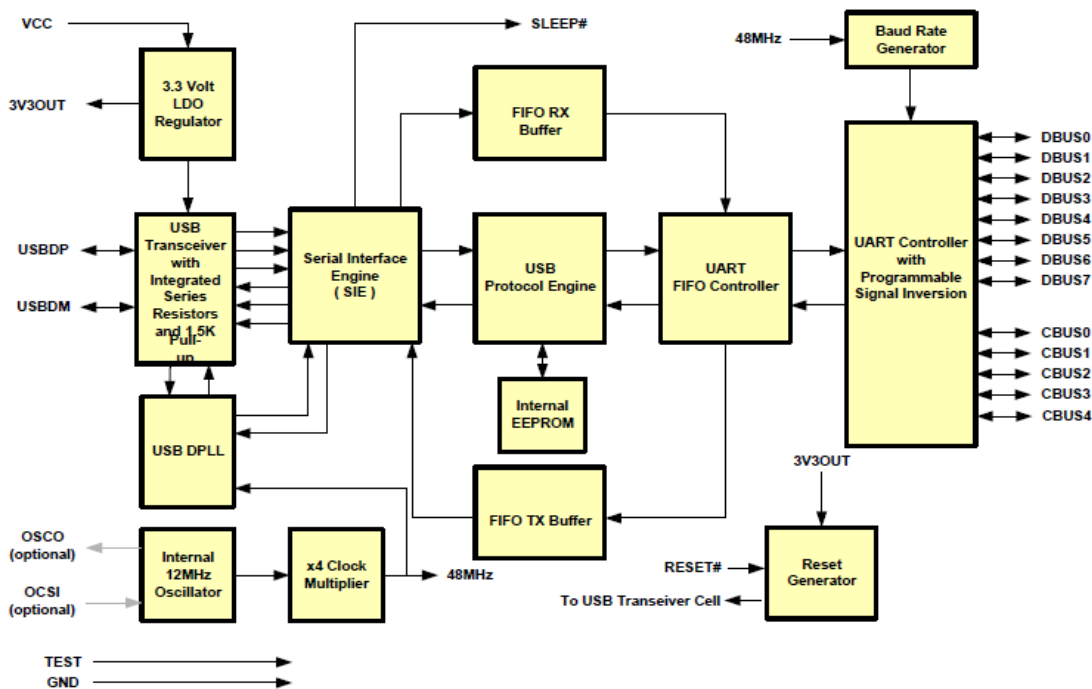 VCC
SLEEP#
48MHz
Baud Rate
Generator
3.3 Volt
LDO
Regulator
3V3OUT
FIFO RX
Buffer
DBUS0
DBUS1
DBUS2
DBUS3
DBUS4
DBUS5
DBUS6
DBUS7
USBDP
USBDM
USB
Transceiver
with
Integrated
Series
Resistors
and 1.5K
Pull-
up
Serial Interface
Engine
( SIE )
USB
Protocol Engine
UART
FIFO Controller
UART Controller
with
Programmable
Signal Inversion
CBUS0
CBUS1
CBUS2
CBUS3
CBUS4
USB DPLL
Internal
EEPROM
3V3OUT
FIFO TX Buffer
OSCO
(optional)
OCSI
(optional)
Internal
12MHz
Oscillator
x4 Clock
Multiplier
48MHz
RESET#
Reset
Generator
To USB Transeiver Cell
TEST
GND